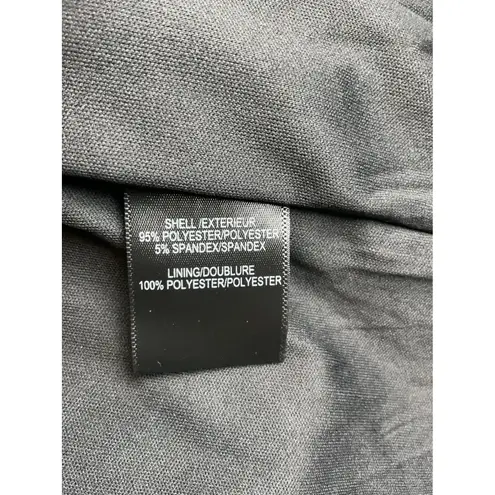 SHELL /EXTERIEUR
95% POLYESTER/POLYESTER
5% SPANDEX/SPANDEX
LINING/DOUBLURE
100% POLYESTER/POLYESTER